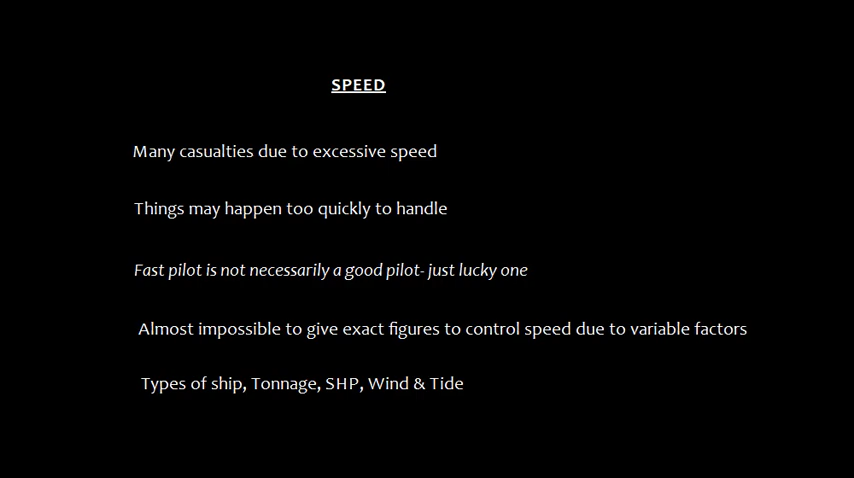 SPEED
Many casualties due to excessive speed
Things may happen too quickly to handle
Fast pilot is not necessarily a good pilot- just lucky one
Almost impossible to give exact figures to control speed due to variable factors
Types of ship, Tonnage, SHP, Wind & Tide